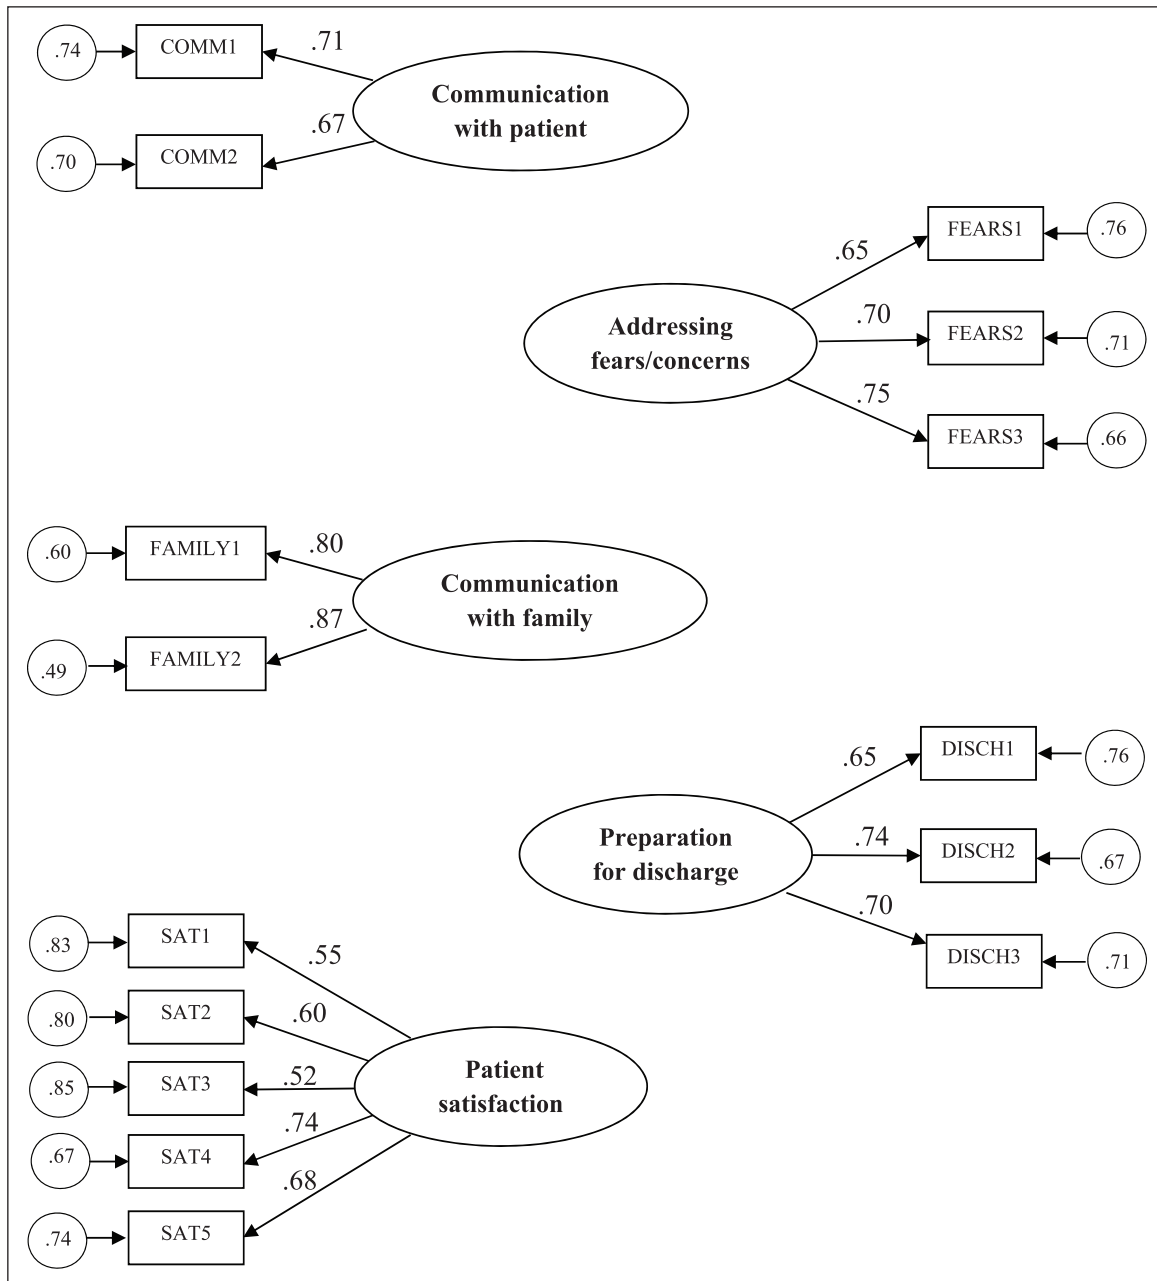 .74
COMM1
.71
Communication
with patient
.70
COMM2
.67
FEARS1
.76
.65
Addressing
fears/concerns
.70
FEARS2
.71
.75
FEARS3
.66
.60
FAMILY1
.80
Communication
with family
.49
FAMILY2
.87
DISCH1
.76
.65
Preparation
for discharge
.74
DISCH2
.67
.70
DISCH3
.71
.83
SAT1
.55
.80
SAT2
.60
Patient
satisfaction
.85
SAT3
.52
.67
SAT4
.74
.74
SAT5
.68